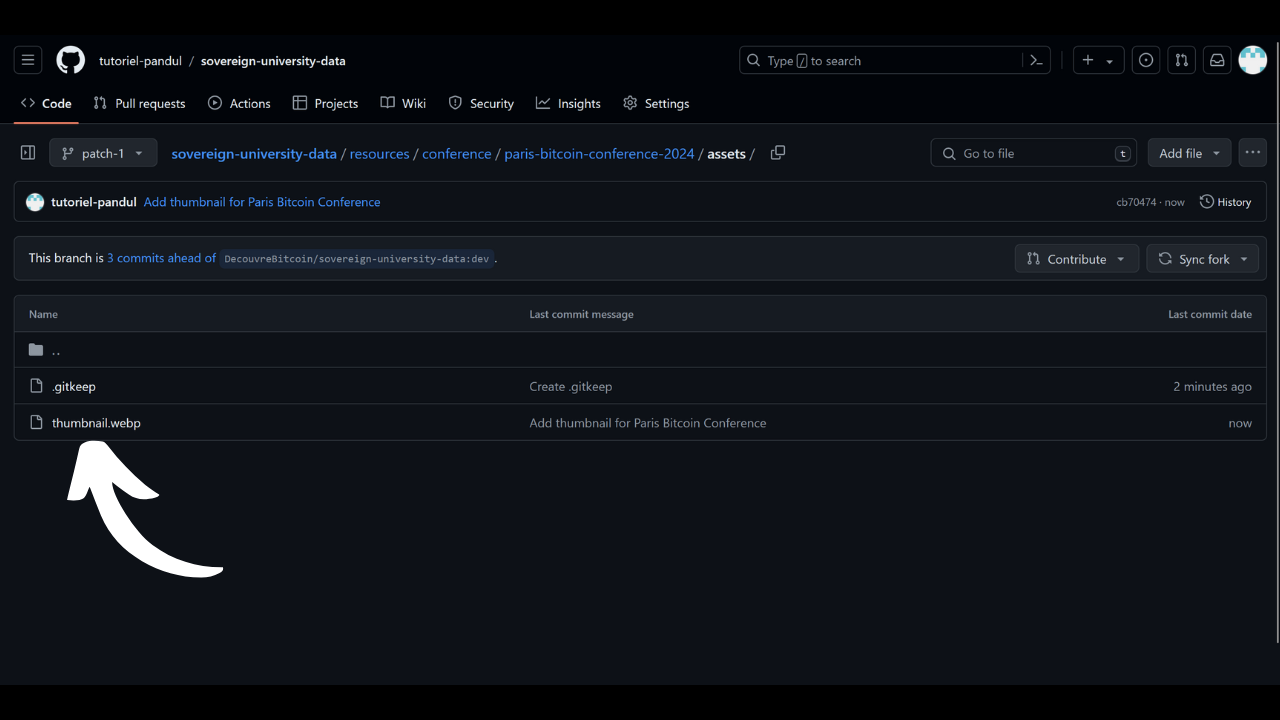 tutoriel-pandul / sovereign-university-data
Type / to search
Code Pull requests Actions Projects Wiki Security Insights Settings
patch-1 sovereign-university-data / resources / conference / paris-bitcoin-conference-2024 / assets / Go to file t Add file
tutoriel-pandul Add thumbnail for Paris Bitcoin Conference cb70474 · now History
This branch is 3 commits ahead of DecouvreBitcoin/sovereign-university-data:dev . Contribute Sync fork
Name Last commit message Last commit date
..
.gitkeep Create .gitkeep 2 minutes ago
thumbnail.webp Add thumbnail for Paris Bitcoin Conference now